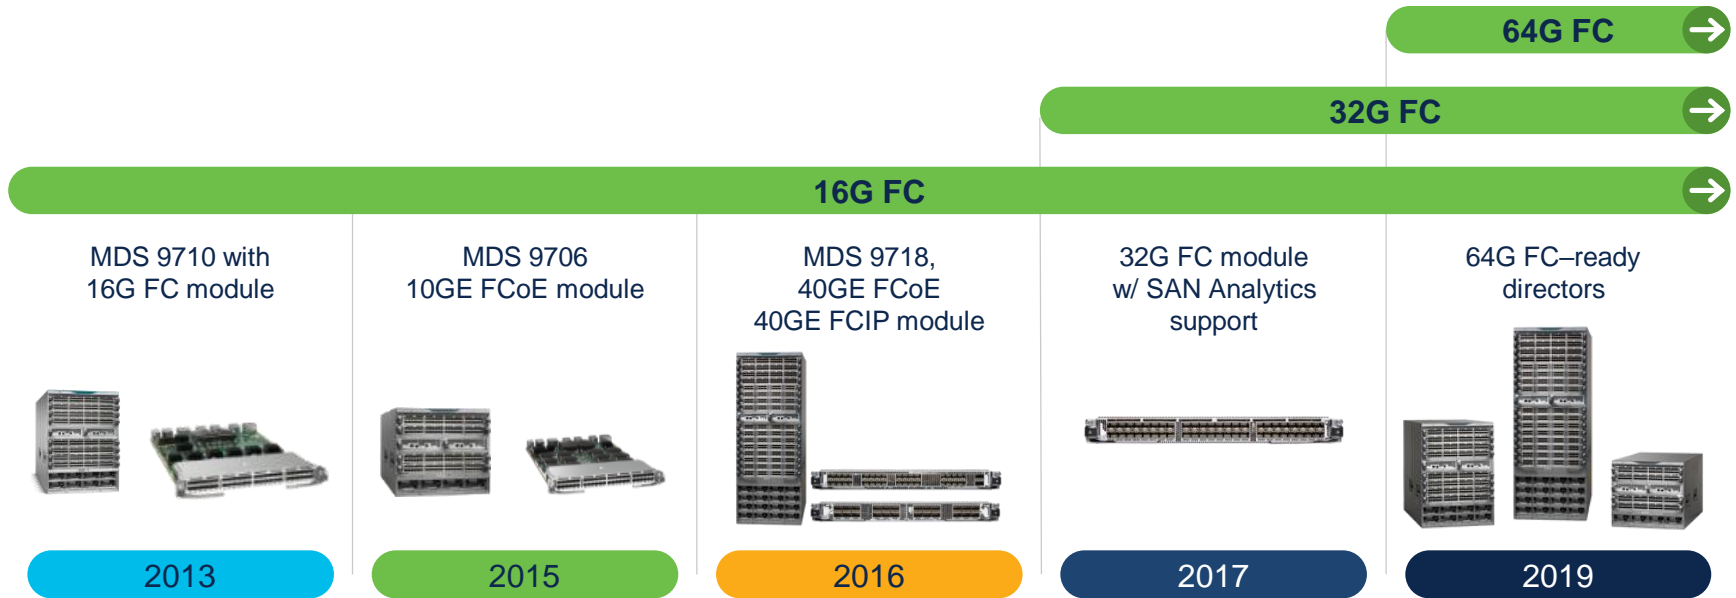 64G FC
32G FC
16G FC
MDS 9710 with
16G FC module
MDS 9706
10GE FCoE module
MDS 9718,
40GE FCoE
40GE FCIP module
32G FC module
w/ SAN Analytics
support
64G FC–ready
directors
2013
2015
2016
2017
2019